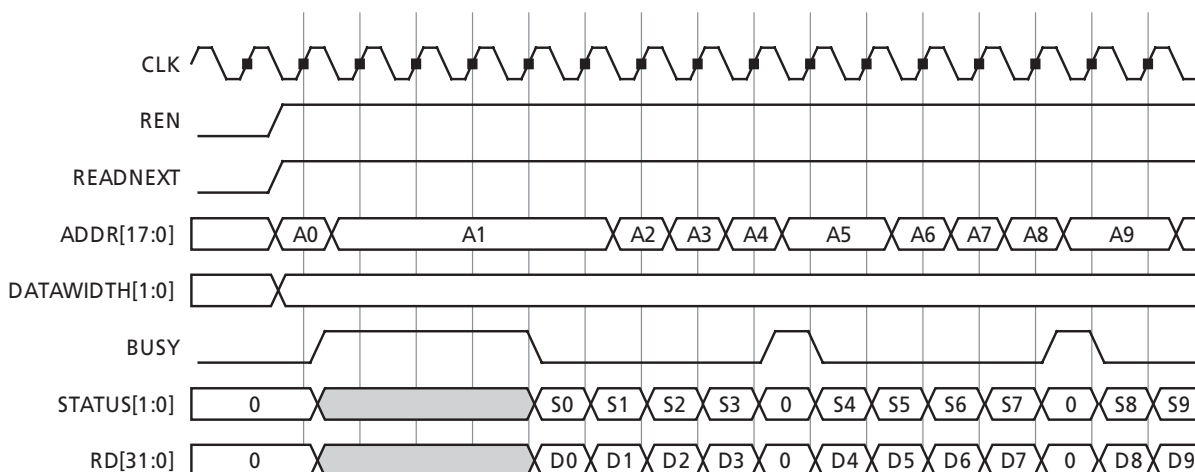 CLK
REN
READNEXT
ADDR[17:0] A0 A1 A2 A3 A4 A5 A6 A7 A8 A9
DATAWIDTH[1:0]
BUSY
STATUS[1:0] 0 S0 S1 S2 S3 0 S4 S5 S6 S7 0 S8 S9
RD[31:0] 0 D0 D1 D2 D3 0 D4 D5 D6 D7 0 D8 D9